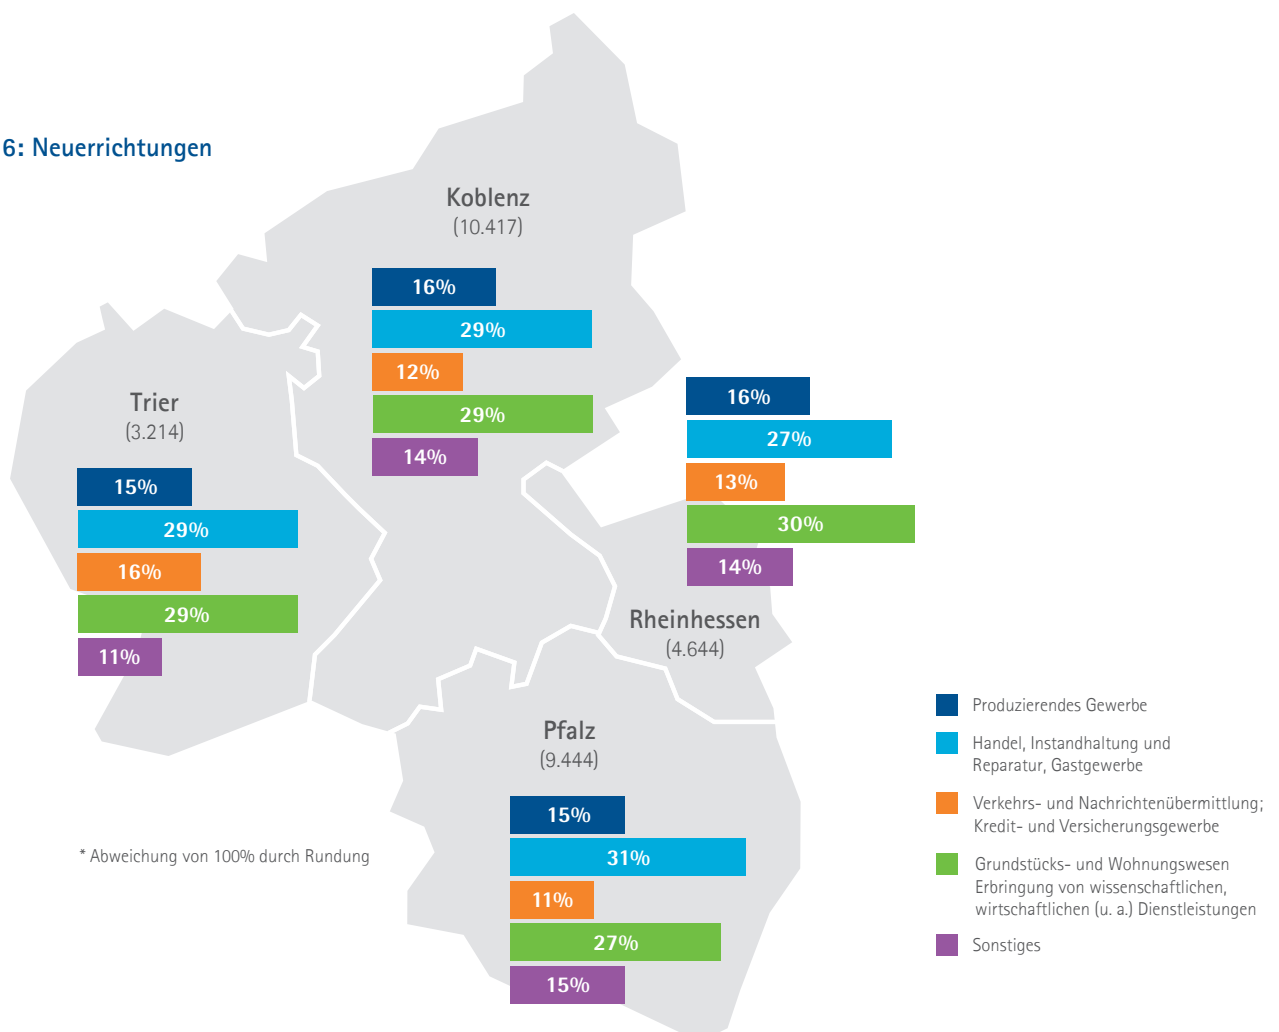 6: Neuerrichtungen
Koblenz
(10.417)
16%
29%
12%
29%
14%
Trier
(3.214)
15%
29%
16%
29%
11%
16%
27%
13%
30%
14%
Rheinhessen
(4.644)
Pfalz
(9.444)
15%
31%
11%
27%
15%
* Abweichung von 100% durch Rundung
Produzierendes Gewerbe
Handel, Instandhaltung und
Reparatur, Gastgewerbe
Verkehrs- und Nachrichtenübermittlung;
Kredit- und Versicherungsgewerbe
Grundstücks- und Wohnungswesen
Erbringung von wissenschaftlichen,
wirtschaftlichen (u. a.) Dienstleistungen
Sonstiges